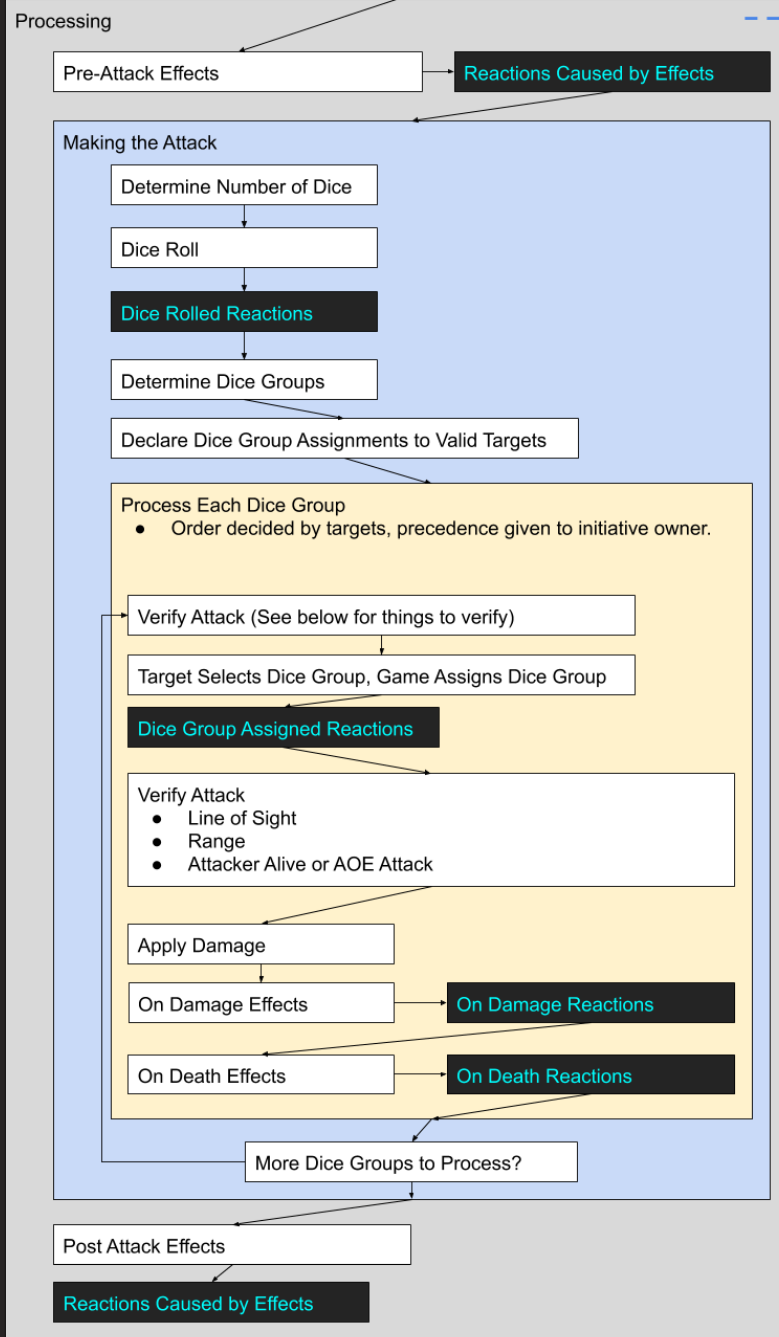 Processing
Pre-Attack Effects
Reactions Caused by Effects
Making the Attack
Determine Number of Dice
Dice Roll
Dice Rolled Reactions
Determine Dice Groups
Declare Dice Group Assignments to Valid Targets
Process Each Dice Group
● Order decided by targets, precedence given to initiative owner.
Verify Attack (See below for things to verify)
Target Selects Dice Group, Game Assigns Dice Group
Dice Group Assigned Reactions
Verify Attack
● Line of Sight
● Range
● Attacker Alive or AOE Attack
Apply Damage
On Damage Effects
On Damage Reactions
On Death Effects
On Death Reactions
More Dice Groups to Process?
Post Attack Effects
Reactions Caused by Effects